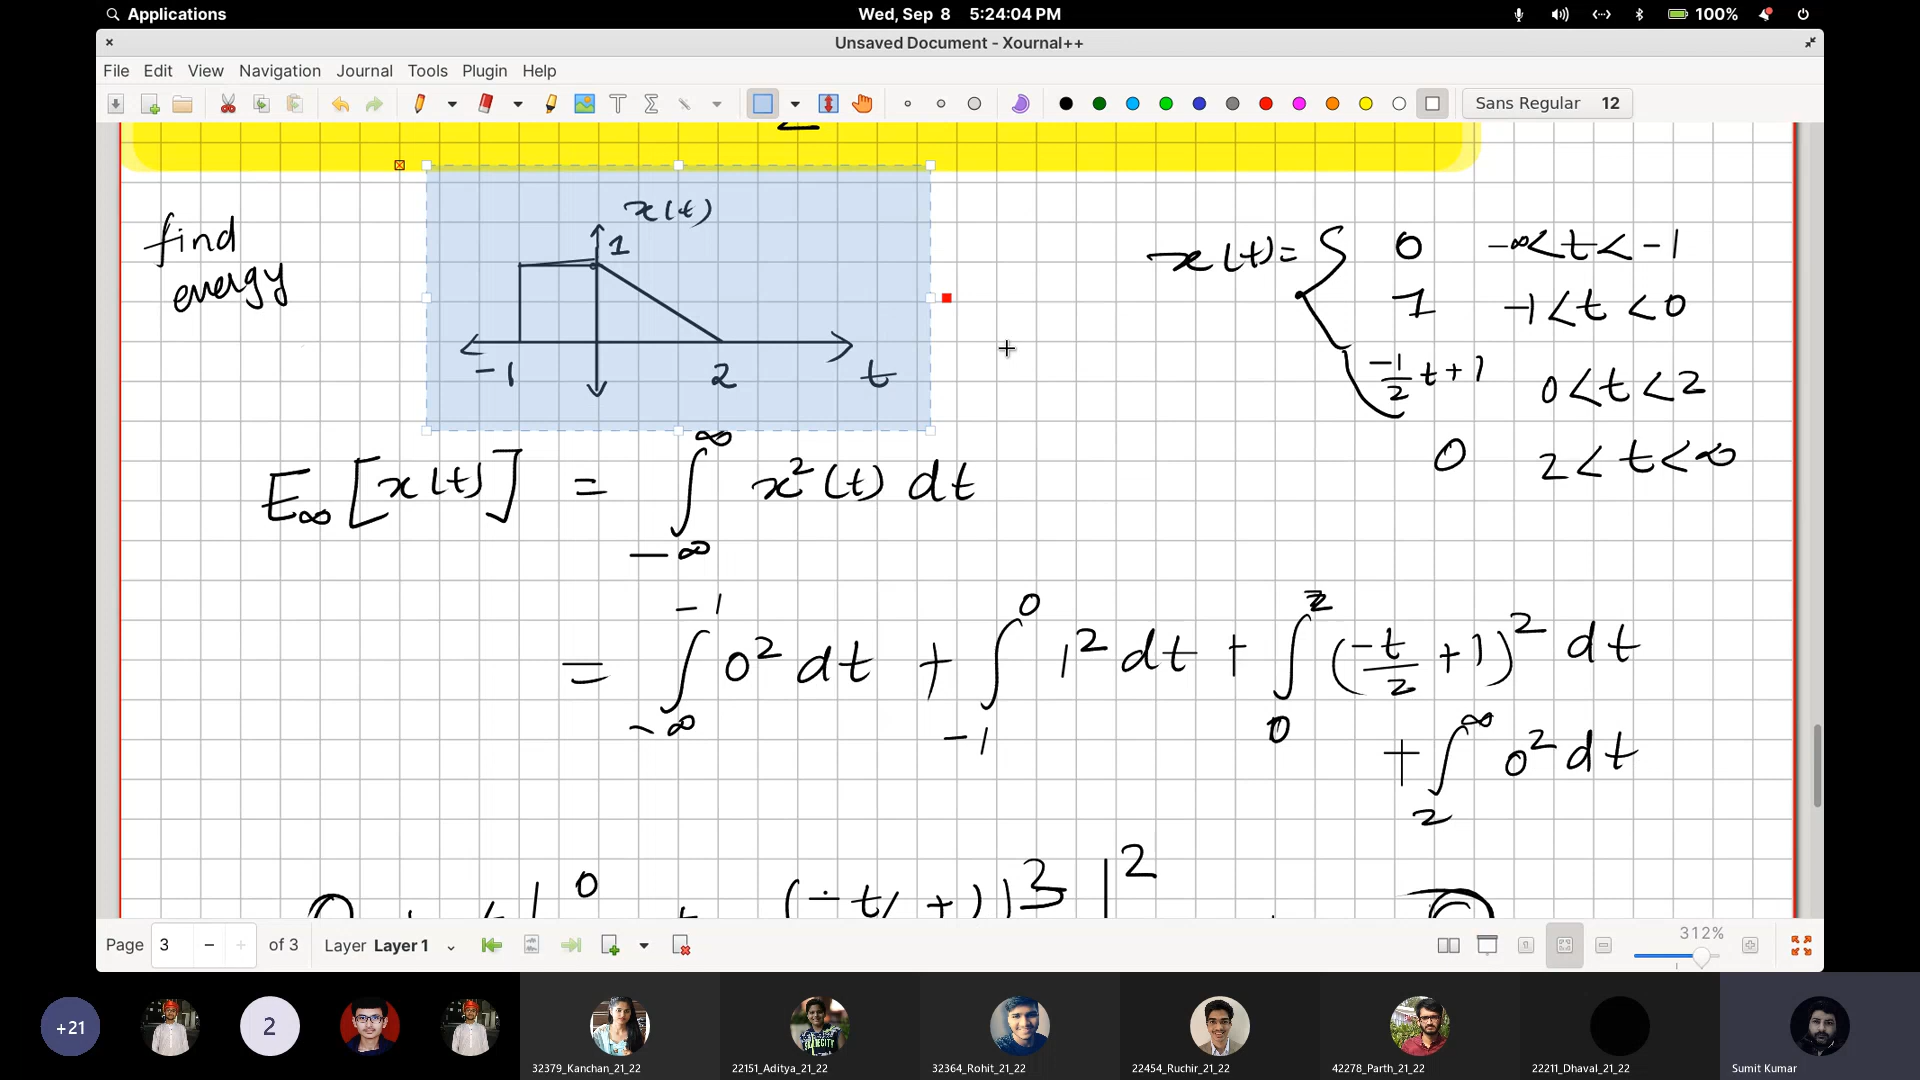 Applications
Wed, Sep 8 5:24:04 PM
100%
Unsaved Document - Xournal++
File Edit View Navigation Journal Tools Plugin Help
Sans Regular 12
find
energy
x(t)
1
-1 2 t
x(t) = { 0 -∞ < t < -1
1 -1 < t < 0
-1/2 t + 1 0 < t < 2
0 2 < t < ∞
E∞ [x(t)] = ∫_{-∞}^{∞} x²(t) dt
= ∫_{-∞}^{-1} 0² dt + ∫_{-1}^{0} 1² dt + ∫_{0}^{2} (-t/2 + 1)² dt
+ ∫_{2}^{∞} 0² dt
Page 3 of 3 Layer Layer 1 312%
+21
2
32379_Kanchan_21_22
22151_Aditya_21_22
32364_Rohit_21_22
22454_Ruchir_21_22
42278_Parth_21_22
22211_Dhaval_21_22
Sumit Kumar